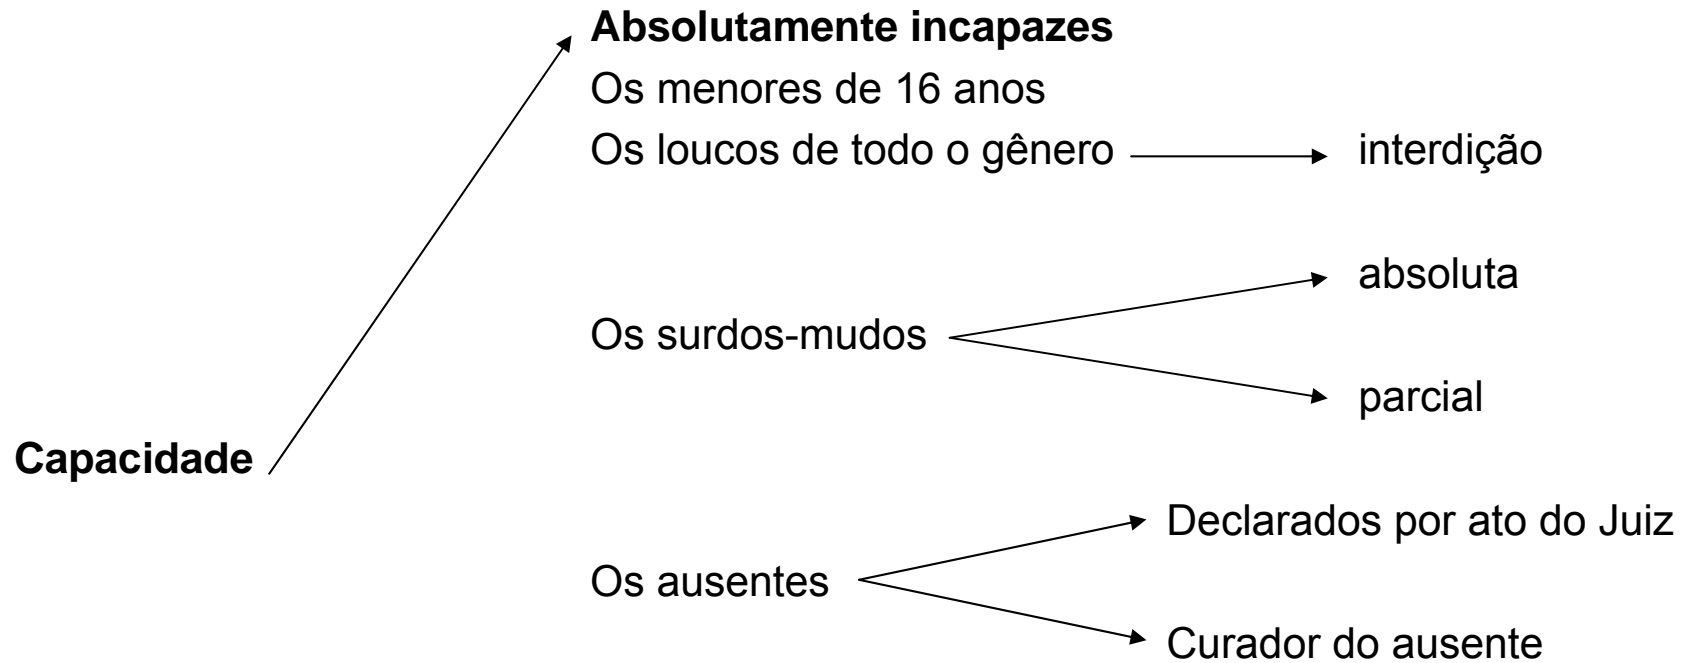 Absolutamente incapazes
Os menores de 16 anos
Os loucos de todo o gênero
interdição
absoluta
Os surdos-mudos
parcial
Capacidade
Declarados por ato do Juiz
Os ausentes
Curador do ausente